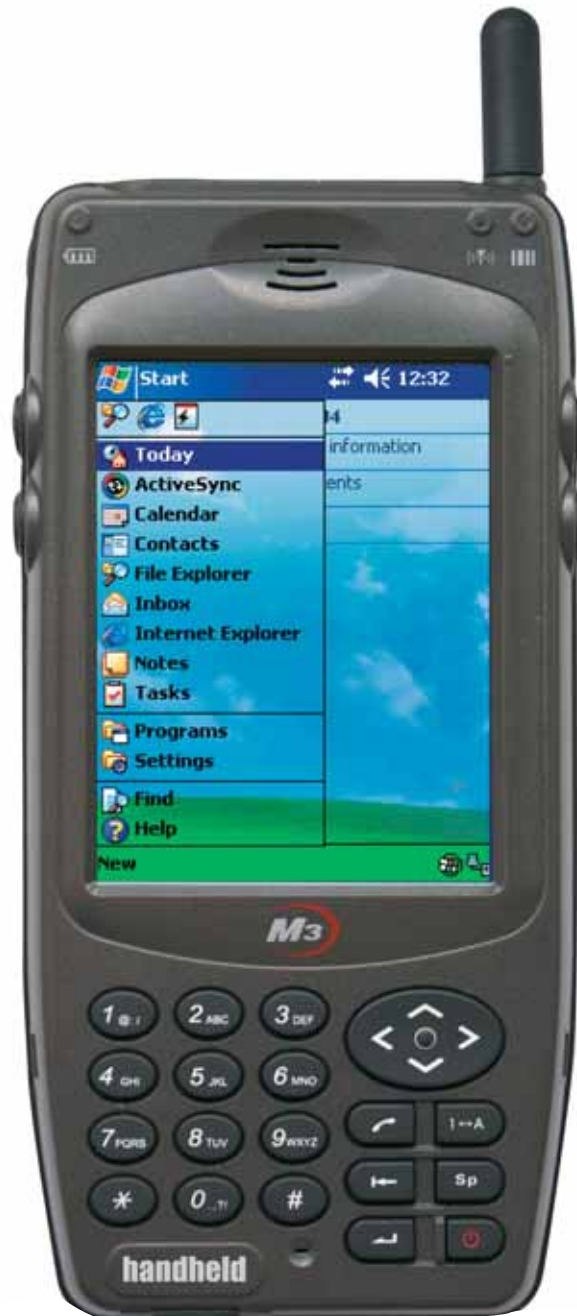 Start 12:32
Today
information
ActiveSync
ents
Calendar
Contacts
File Explorer
Inbox
Internet Explorer
Notes
Tasks
Programs
Settings
Find
Help
New
M3
1 @:/ 2 ABC 3 DEF
4 GHI 5 JKL 6 MNO
1↔A
7 PQRS 8 TUV 9 WXYZ
Sp
* 0 #
handheld